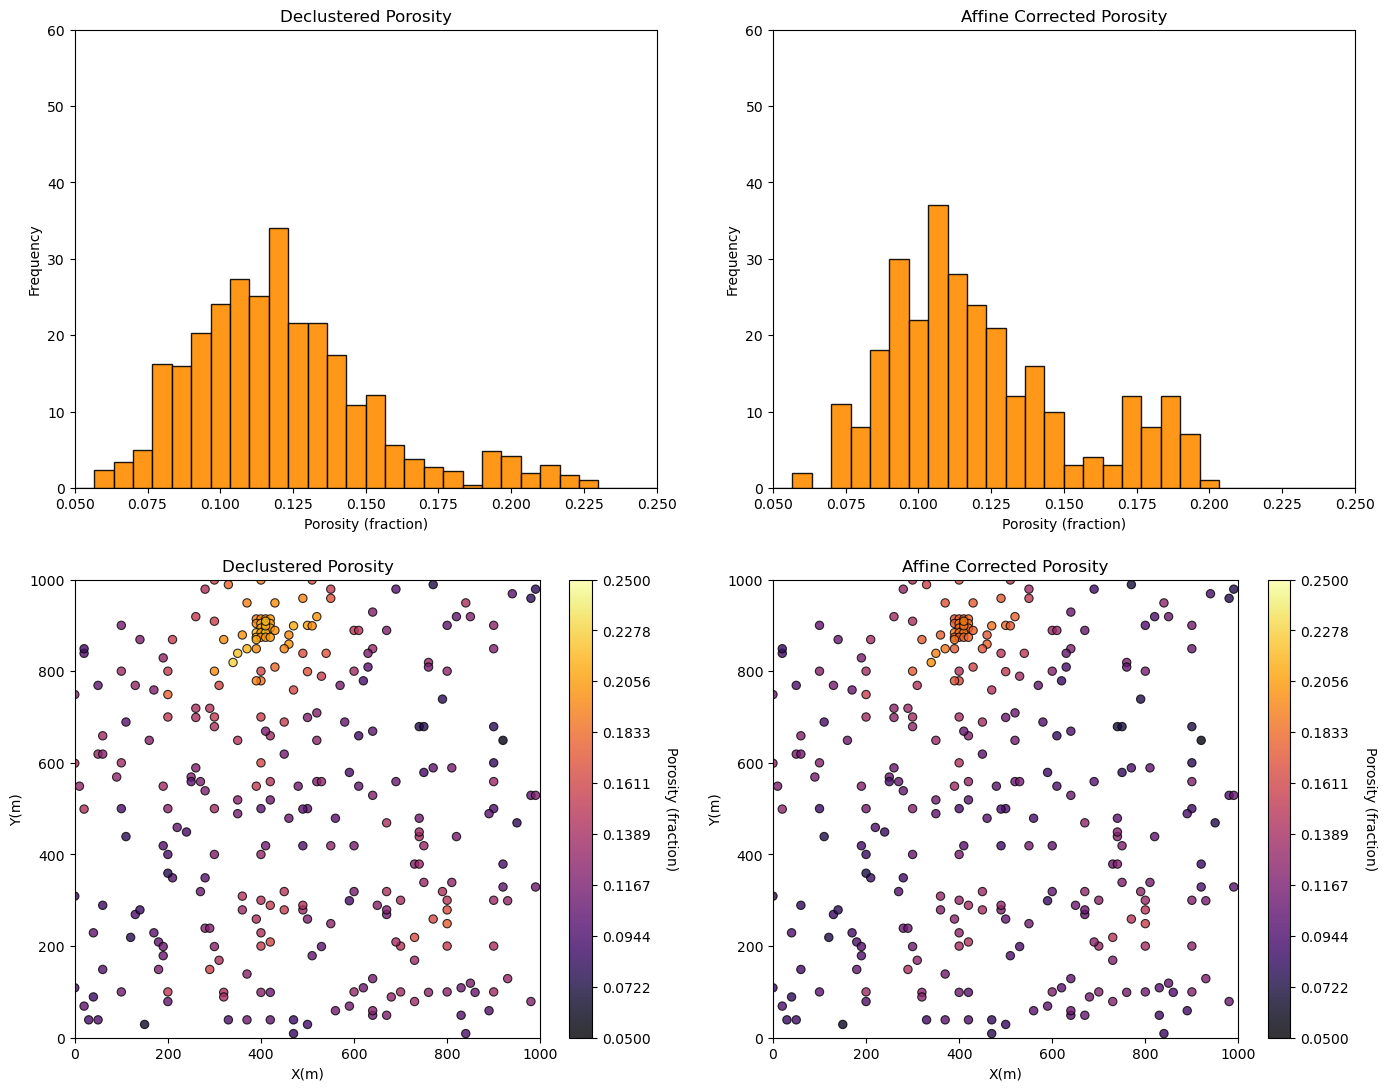 Declustered Porosity
60
50
40
30
20
10
0
Frequency
0.050 0.075 0.100 0.125 0.150 0.175 0.200 0.225 0.250
Porosity (fraction)
Affine Corrected Porosity
60
50
40
30
20
10
0
Frequency
0.050 0.075 0.100 0.125 0.150 0.175 0.200 0.225 0.250
Porosity (fraction)
Declustered Porosity
1000
800
600
400
200
0
Y(m)
0 200 400 600 800 1000
X(m)
0.2500
0.2278
0.2056
0.1833
0.1611
0.1389
0.1167
0.0944
0.0722
0.0500
Porosity (fraction)
Affine Corrected Porosity
1000
800
600
400
200
0
Y(m)
0 200 400 600 800 1000
X(m)
0.2500
0.2278
0.2056
0.1833
0.1611
0.1389
0.1167
0.0944
0.0722
0.0500
Porosity (fraction)